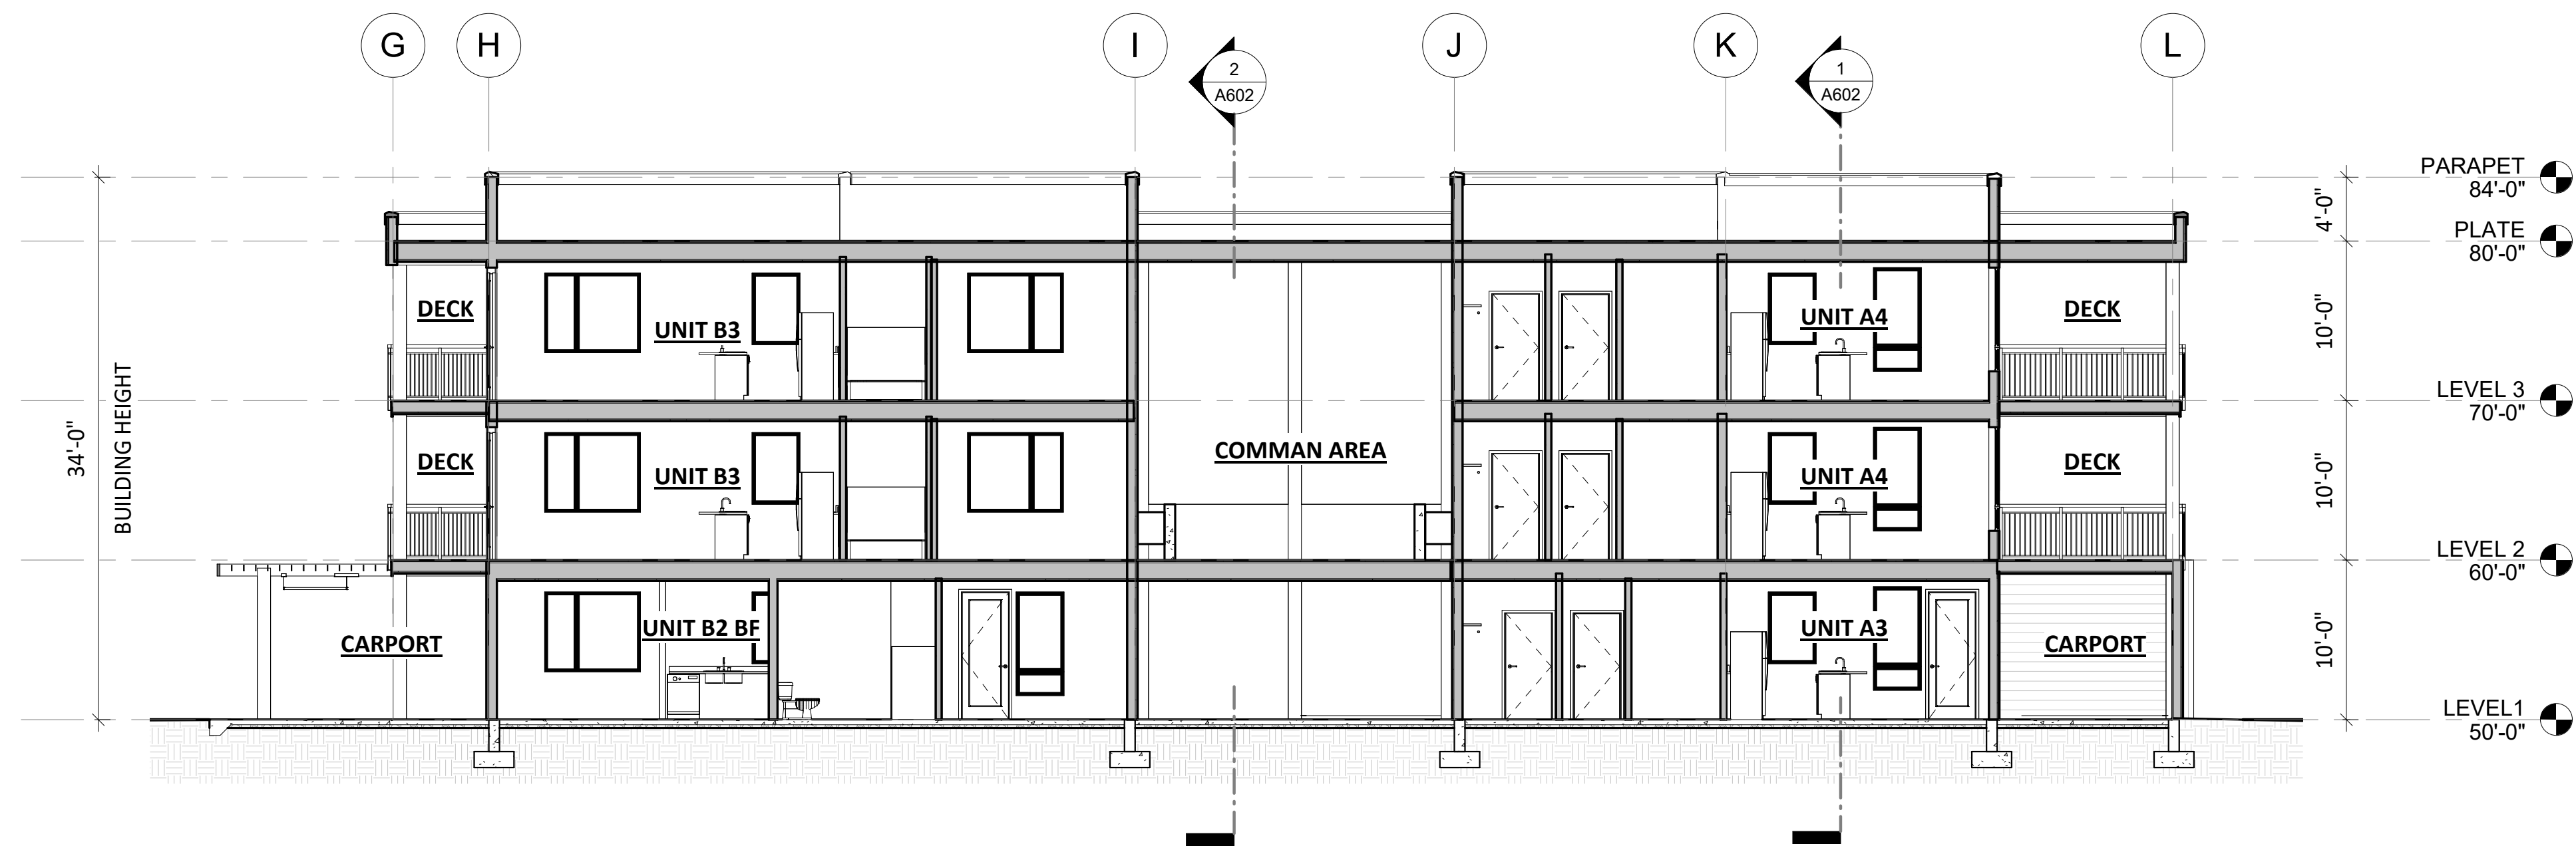 G
H
I
J
K
L
2
A602
1
A602
PARAPET
84'-0"
4'-0"
PLATE
80'-0"
DECK
UNIT B3
UNIT A4
DECK
10'-0"
LEVEL 3
70'-0"
34'-0"
BUILDING HEIGHT
DECK
UNIT B3
COMMAN AREA
UNIT A4
DECK
10'-0"
LEVEL 2
60'-0"
CARPORT
UNIT B2 BF
UNIT A3
CARPORT
10'-0"
LEVEL1
50'-0"